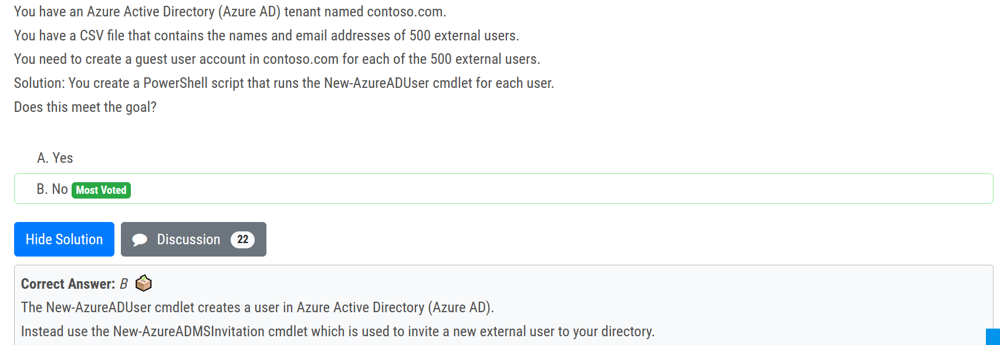 You have an Azure Active Directory (Azure AD) tenant named contoso.com.
You have a CSV file that contains the names and email addresses of 500 external users.
You need to create a guest user account in contoso.com for each of the 500 external users.
Solution: You create a PowerShell script that runs the New-AzureADUser cmdlet for each user.
Does this meet the goal?
A. Yes
B. No Most Voted
Hide Solution Discussion 22
Correct Answer: B
The New-AzureADUser cmdlet creates a user in Azure Active Directory (Azure AD).
Instead use the New-AzureADMSInvitation cmdlet which is used to invite a new external user to your directory.